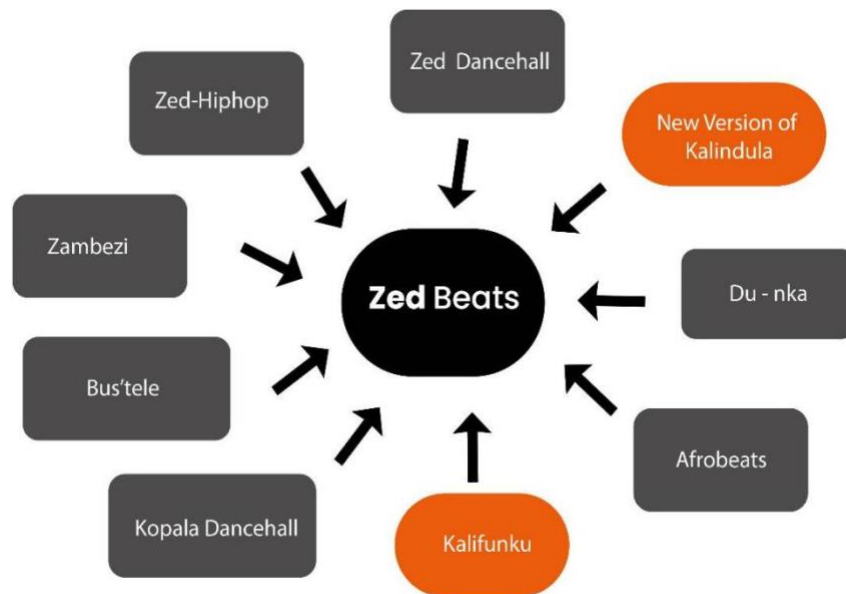 Zed Dancehall
Zed-Hiphop
New Version of
Kalindula
Zambezi
Du - nka
Zed Beats
Bus'tele
Afrobeats
Kopala Dancehall
Kalifunku